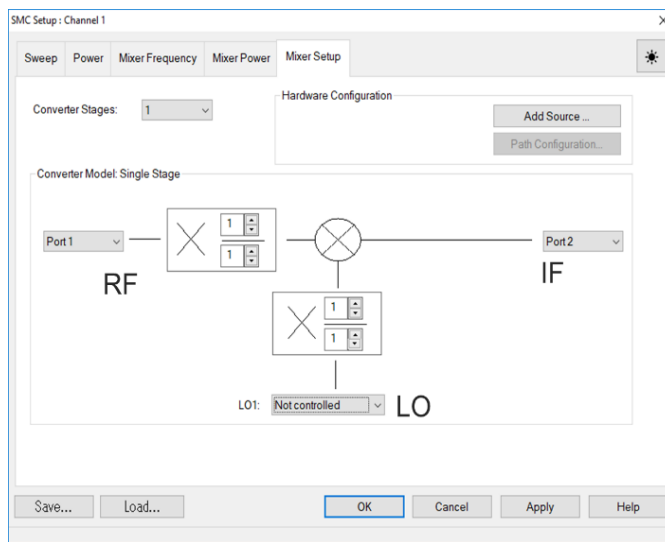 SMC Setup : Channel 1
Sweep Power Mixer Frequency Mixer Power Mixer Setup
Hardware Configuration
Converter Stages: 1
Add Source ...
Path Configuration...
Converter Model: Single Stage
1
Port 1 Port 2
1
RF IF
1
1
LO1: Not controlled LO
Save... Load... OK Cancel Apply Help